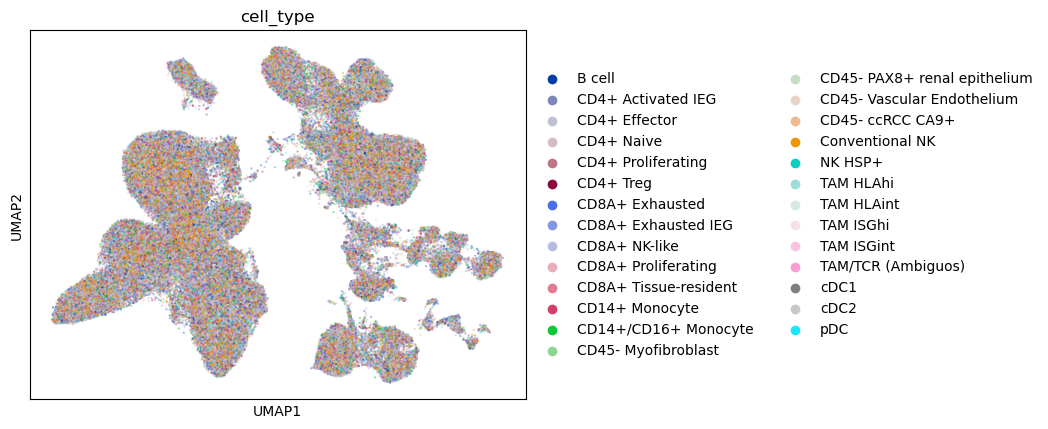 cell_type
UMAP2
UMAP1
B cell
CD4+ Activated IEG
CD4+ Effector
CD4+ Naive
CD4+ Proliferating
CD4+ Treg
CD8A+ Exhausted
CD8A+ Exhausted IEG
CD8A+ NK-like
CD8A+ Proliferating
CD8A+ Tissue-resident
CD14+ Monocyte
CD14+/CD16+ Monocyte
CD45- Myofibroblast
CD45- PAX8+ renal epithelium
CD45- Vascular Endothelium
CD45- ccRCC CA9+
Conventional NK
NK HSP+
TAM HLAhi
TAM HLAint
TAM ISGhi
TAM ISGint
TAM/TCR (Ambiguos)
cDC1
cDC2
pDC